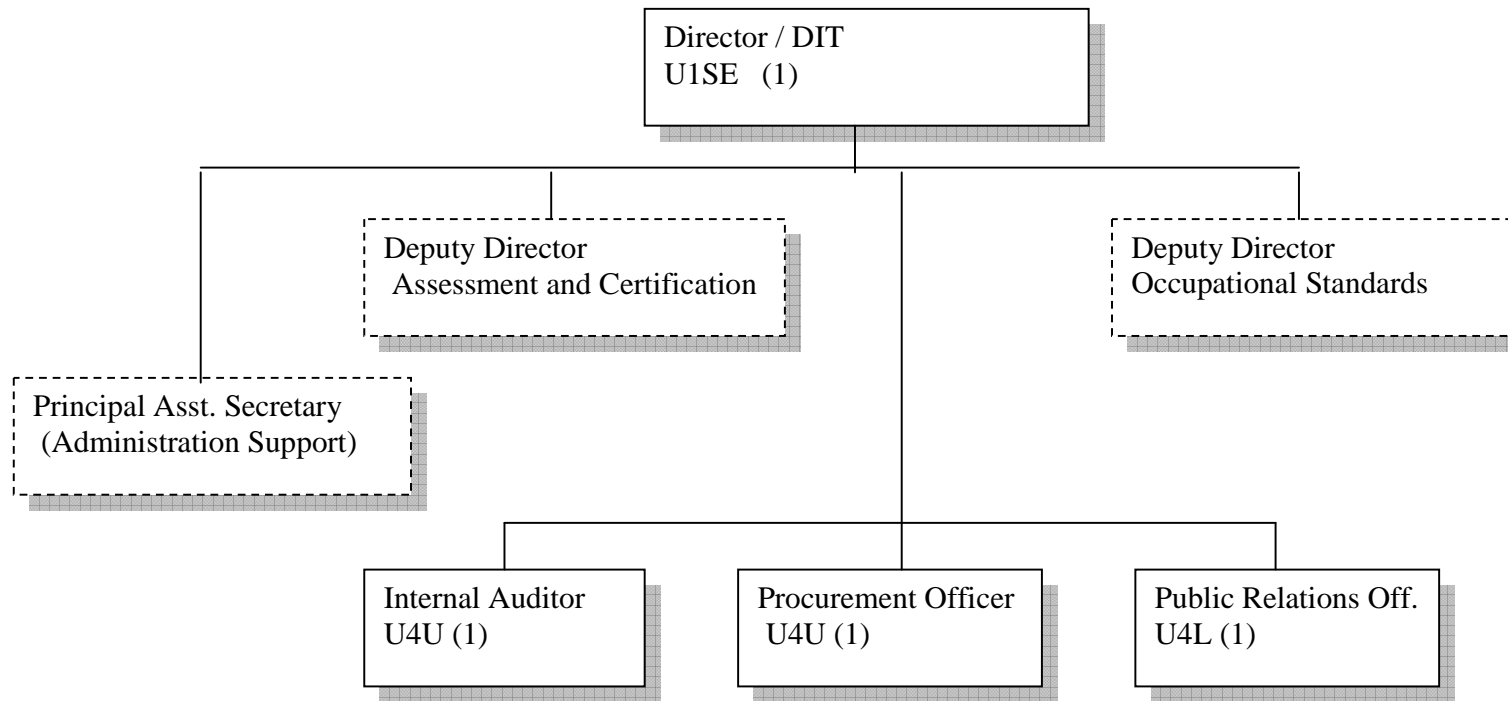 Director / DIT
U1SE (1)
Deputy Director
Assessment and Certification
Deputy Director
Occupational Standards
Principal Asst. Secretary
(Administration Support)
Internal Auditor
U4U (1)
Procurement Officer
U4U (1)
Public Relations Off.
U4L (1)